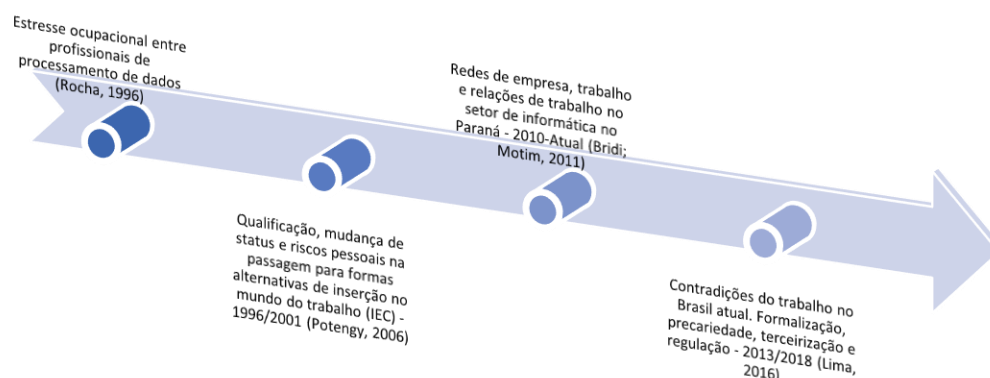 Estresse ocupacional entre
profissionais de
processamento de dados
(Rocha, 1996)
Qualificação, mudança de
status e riscos pessoais na
passagem para formas
alternativas de inserção no
mundo do trabalho (IEC) -
1996/2001 (Potengy, 2006)
Redes de empresa, trabalho
e relações de trabalho no
setor de informática no
Paraná - 2010-Atual (Bridi;
Motim, 2011)
Contradições do trabalho no
Brasil atual. Formalização,
precariedade, terceirização e
regulação - 2013/2018 (Lima,
2016)